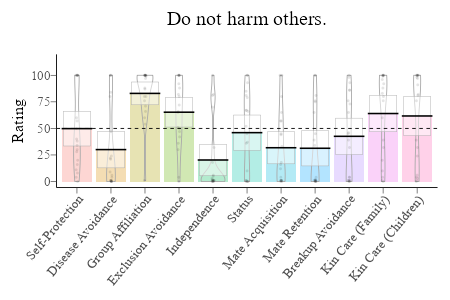 Do not harm others.
Rating
100
75
50
25
0
Self-Protection
Disease Avoidance
Group Affiliation
Exclusion Avoidance
Independence
Status
Mate Acquisition
Mate Retention
Breakup Avoidance
Kin Care (Family)
Kin Care (Children)